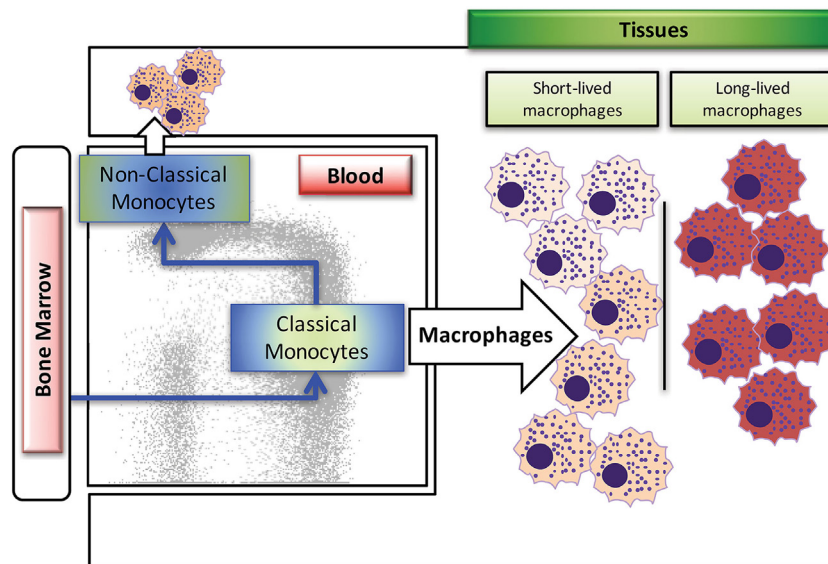 Tissues
Short-lived
macrophages
Long-lived
macrophages
Non-Classical
Monocytes
Blood
Bone Marrow
Classical
Monocytes
Macrophages